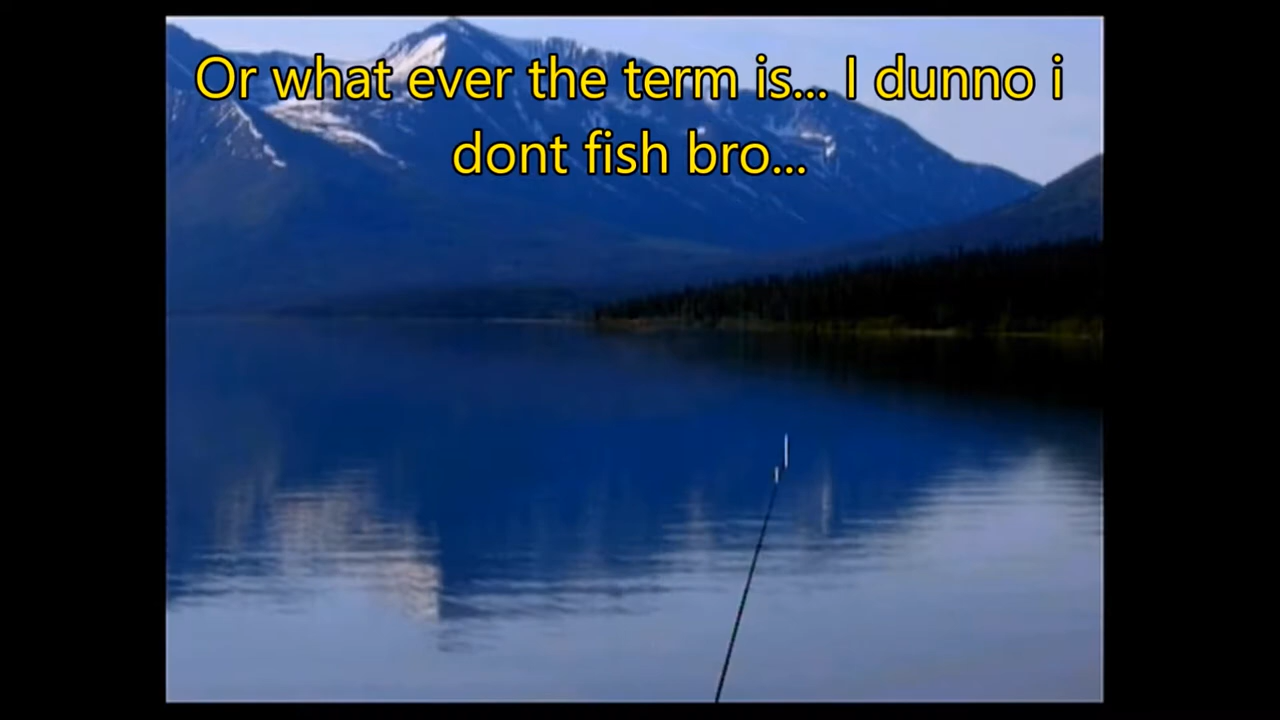 Or what ever the term is... I dunno i
dont fish bro...